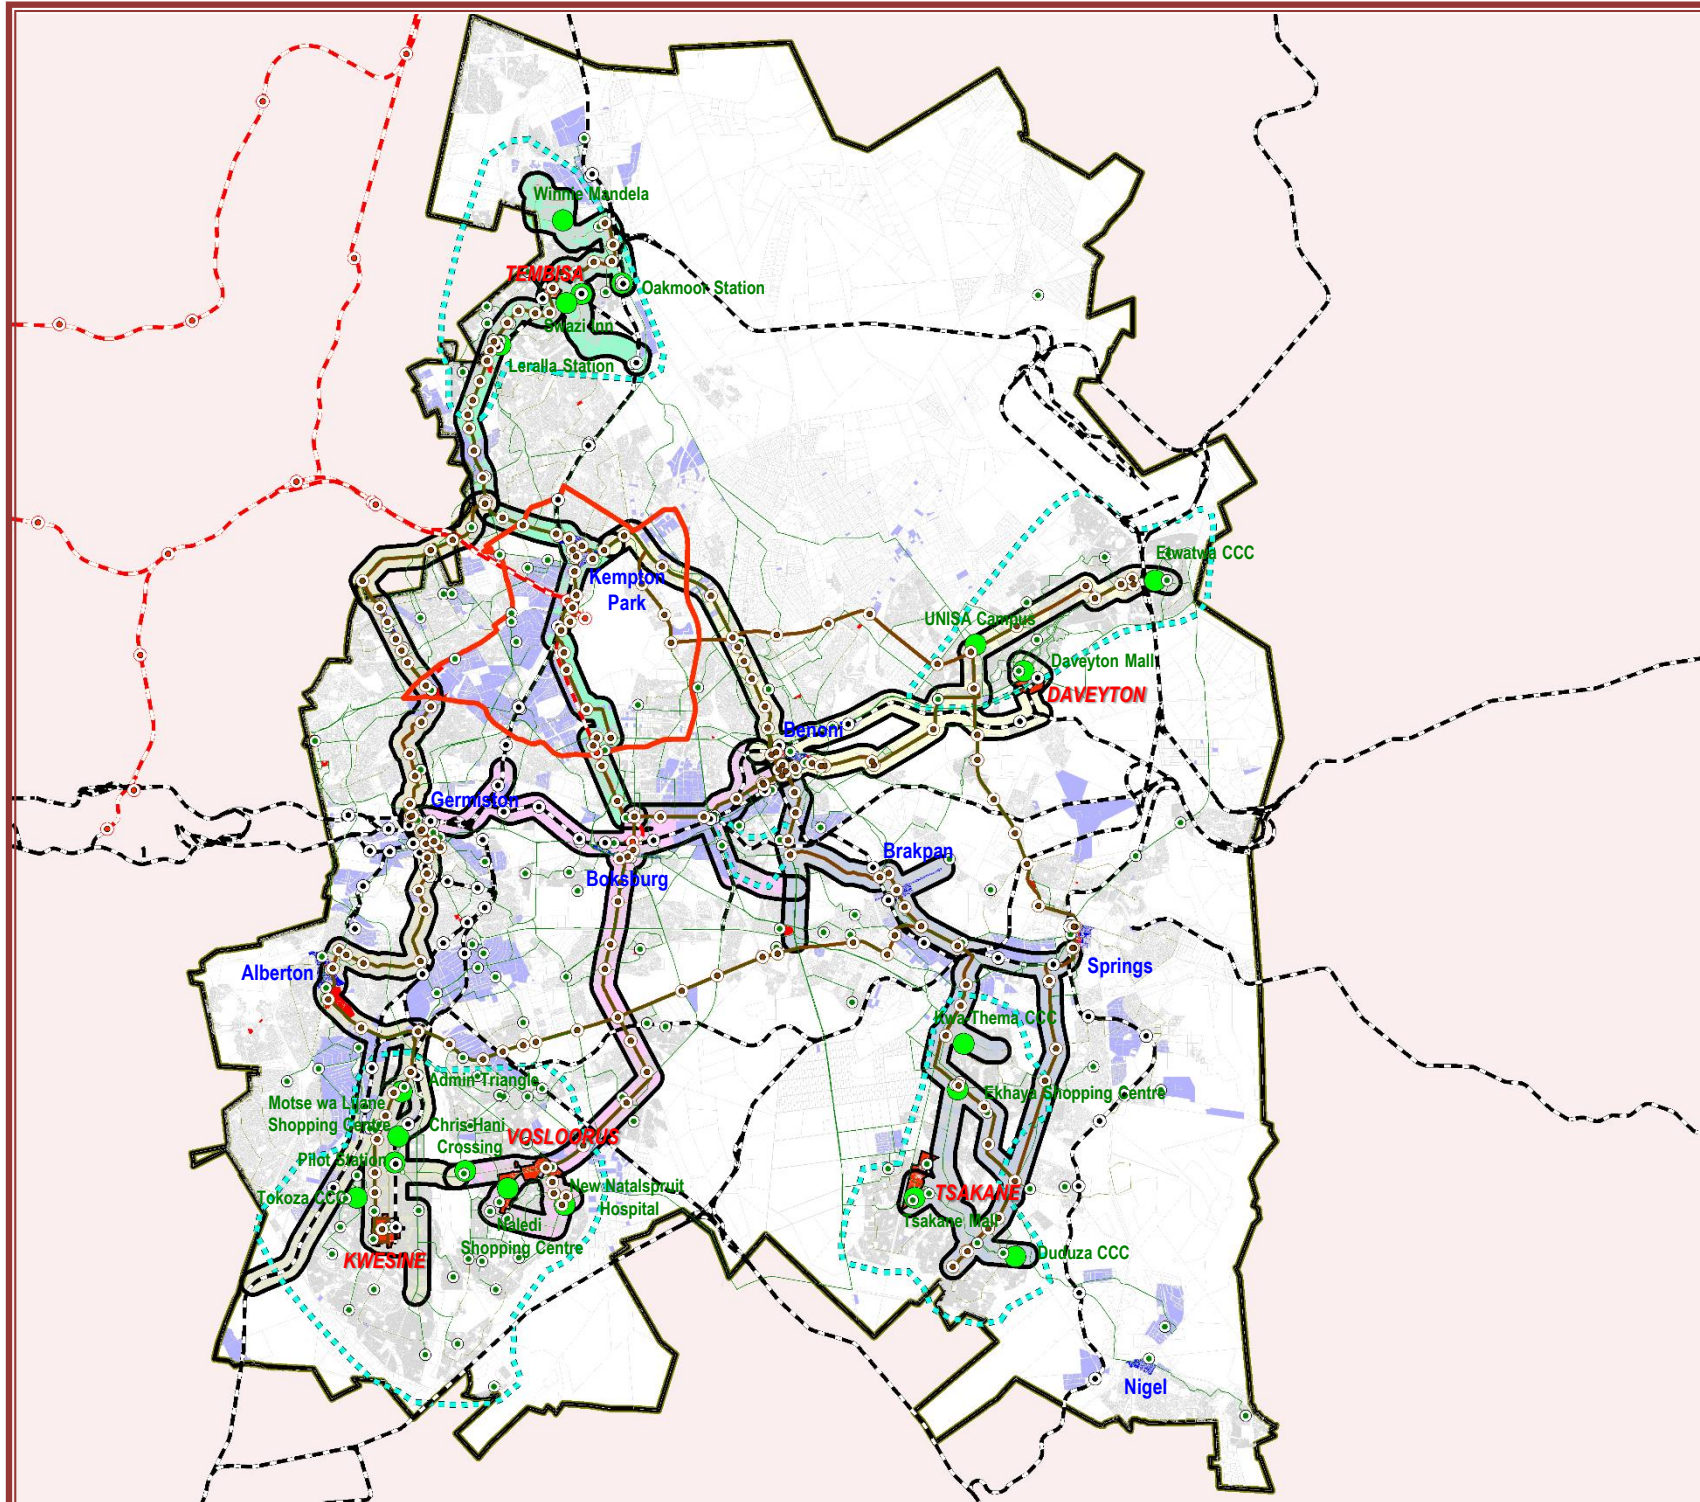 Winnie Mandela
TEMBISA
Oakmoor Station
Swazi Inn
Leralla Station
Kempton
Park
Etwatwa CCC
UNISA Campus
Daveyton Mall
DAVEYTON
Benoni
Germiston
Boksburg
Brakpan
Alberton
Springs
Kwa-Thema CCC
Admin Triangle
Ekhaya Shopping Centre
Motse wa Lijane
Shopping Centre
Chris Hani
Crossing
VOSLOORUS
Pilot Station
Tokoza CCC
New Natalspruit
Hospital
Naledi
Shopping Centre
KWESINE
TSAKANE
Tsakane Mall
Duduza CCC
Nigel